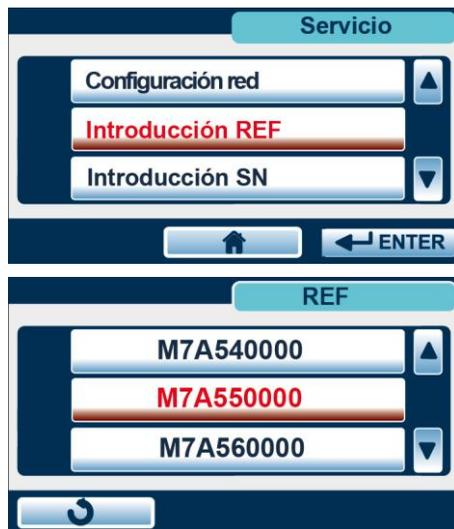 Servicio
Configuración red
Introducción REF
Introducción SN
ENTER
REF
M7A540000
M7A550000
M7A560000